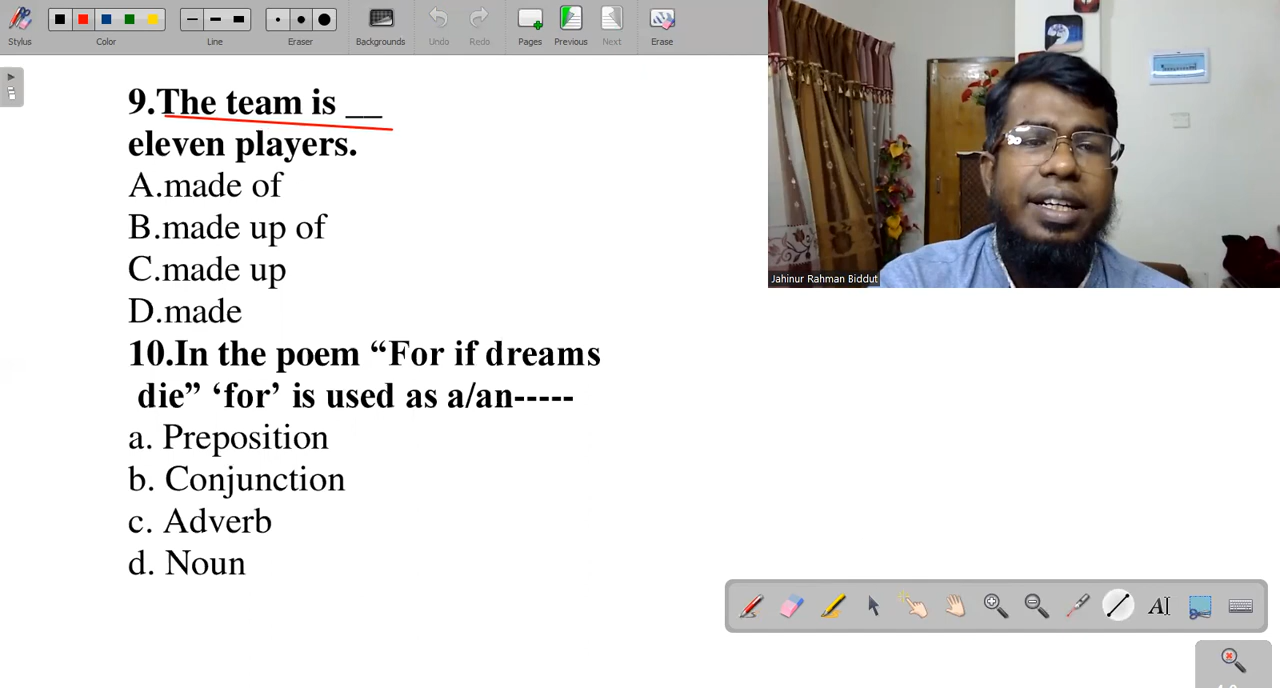 Stylus
Color
Line
Eraser
Backgrounds
Undo
Redo
Pages
Previous
Next
Erase
9.The team is __
eleven players.
A.made of
B.made up of
C.made up
D.made
10.In the poem “For if dreams
die” ‘for’ is used as a/an-----
a. Preposition
b. Conjunction
c. Adverb
d. Noun
Jahinur Rahman Biddut